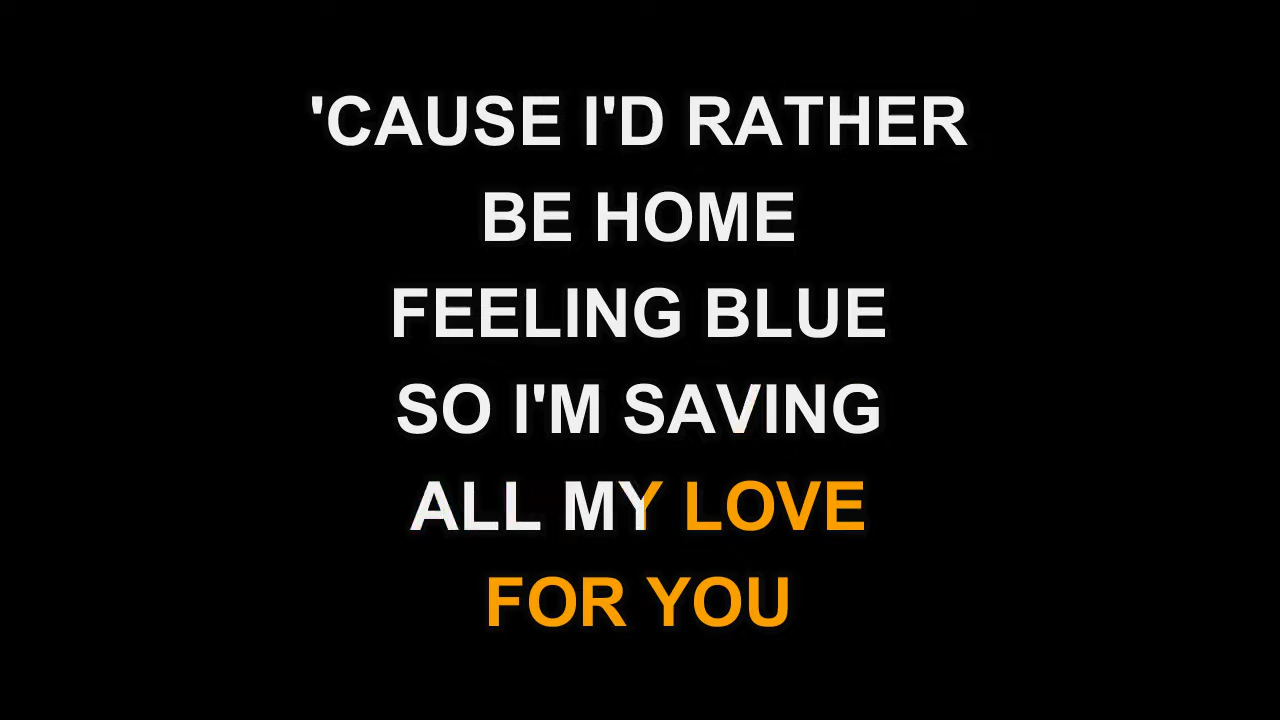 'CAUSE I'D RATHER
BE HOME
FEELING BLUE
SO I'M SAVING
ALL MY LOVE
FOR YOU